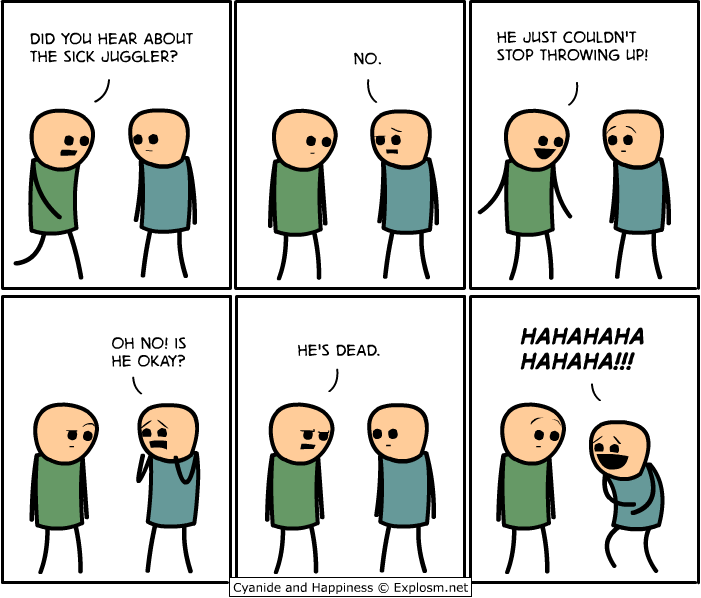 DID YOU HEAR ABOUT
THE SICK JUGGLER?
NO.
HE JUST COULDN'T
STOP THROWING UP!
OH NO! IS
HE OKAY?
HE'S DEAD.
HAHAHAHA
HAHAHA!!!
Cyanide and Happiness © Explosm.net